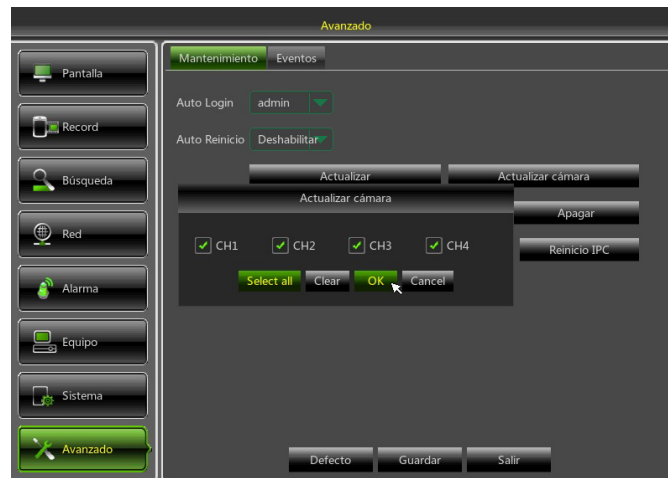 Avanzado
Mantenimiento Eventos
Pantalla
Auto Login admin
Record
Auto Reinicio Deshabilitar
Búsqueda
Actualizar Actualizar cámara
Actualizar cámara
Apagar
Red
CH1 CH2 CH3 CH4
Reinicio IPC
Alarma
Select all Clear OK Cancel
Equipo
Sistema
Avanzado
Defecto Guardar Salir